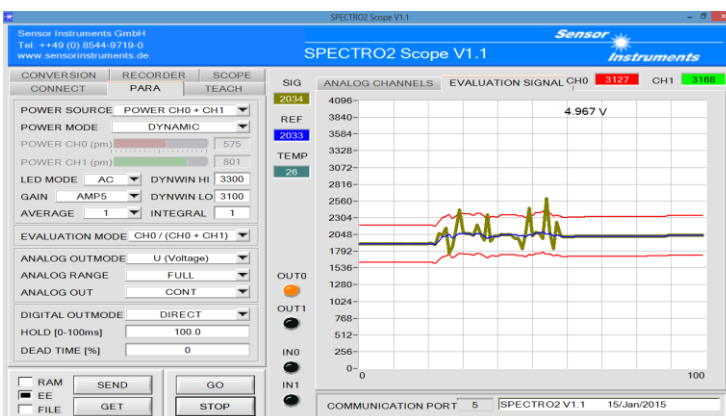 SPECTRO2 Scope V1.1
Sensor Instruments GmbH
Tel. ++49 (0) 8544-9719-0
www.sensorinstruments.de
SPECTRO2 Scope V1.1
Sensor
Instruments
CONVERSION RECORDER SCOPE
CONNECT PARA TEACH
POWER SOURCE POWER CH0 + CH1
POWER MODE DYNAMIC
POWER CH0 (pm) 575
POWER CH1 (pm) 801
LED MODE AC DYNWIN HI 3300
GAIN AMP5 DYNWIN LO 3100
AVERAGE 1 INTEGRAL 1
EVALUATION MODE CH0 / (CH0 + CH1)
ANALOG OUTMODE U (Voltage)
ANALOG RANGE FULL
ANALOG OUT CONT
DIGITAL OUTMODE DIRECT
HOLD [0-100ms] 100.0
DEAD TIME [%] 0
RAM
EE
FILE
SEND GO
GET STOP
SIG
2034
REF
2033
TEMP
26
OUT0
OUT1
IN0
IN1
ANALOG CHANNELS EVALUATION SIGNAL CH0 3127 CH1 3168
4.967 V
4096
3840
3584
3328
3072
2816
2560
2304
2048
1792
1536
1280
1024
768
512
256
0
0 100
COMMUNICATION PORT 5 SPECTRO2 V1.1 15/Jan/2015